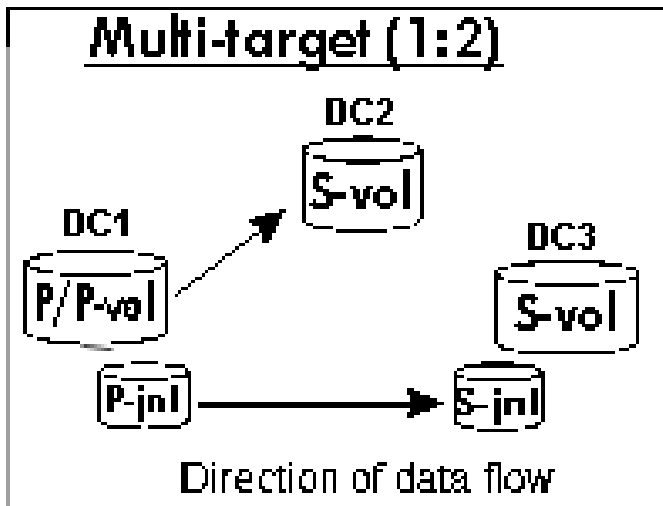 Multi-target (1:2)
DC2
S-vol
DC1
P/P-vol
DC3
S-vol
P-jnl
S-jnl
Direction of data flow